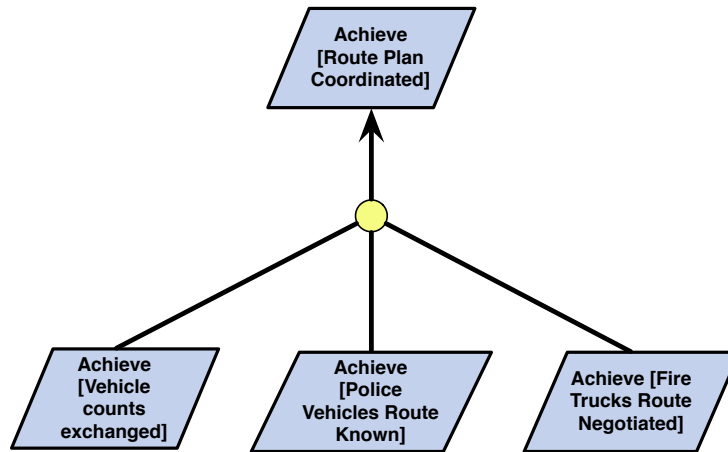 Achieve
[Route Plan
Coordinated]
Achieve
[Vehicle
counts
exchanged]
Achieve
[Police
Vehicles Route
Known]
Achieve [Fire
Trucks Route
Negotiated]